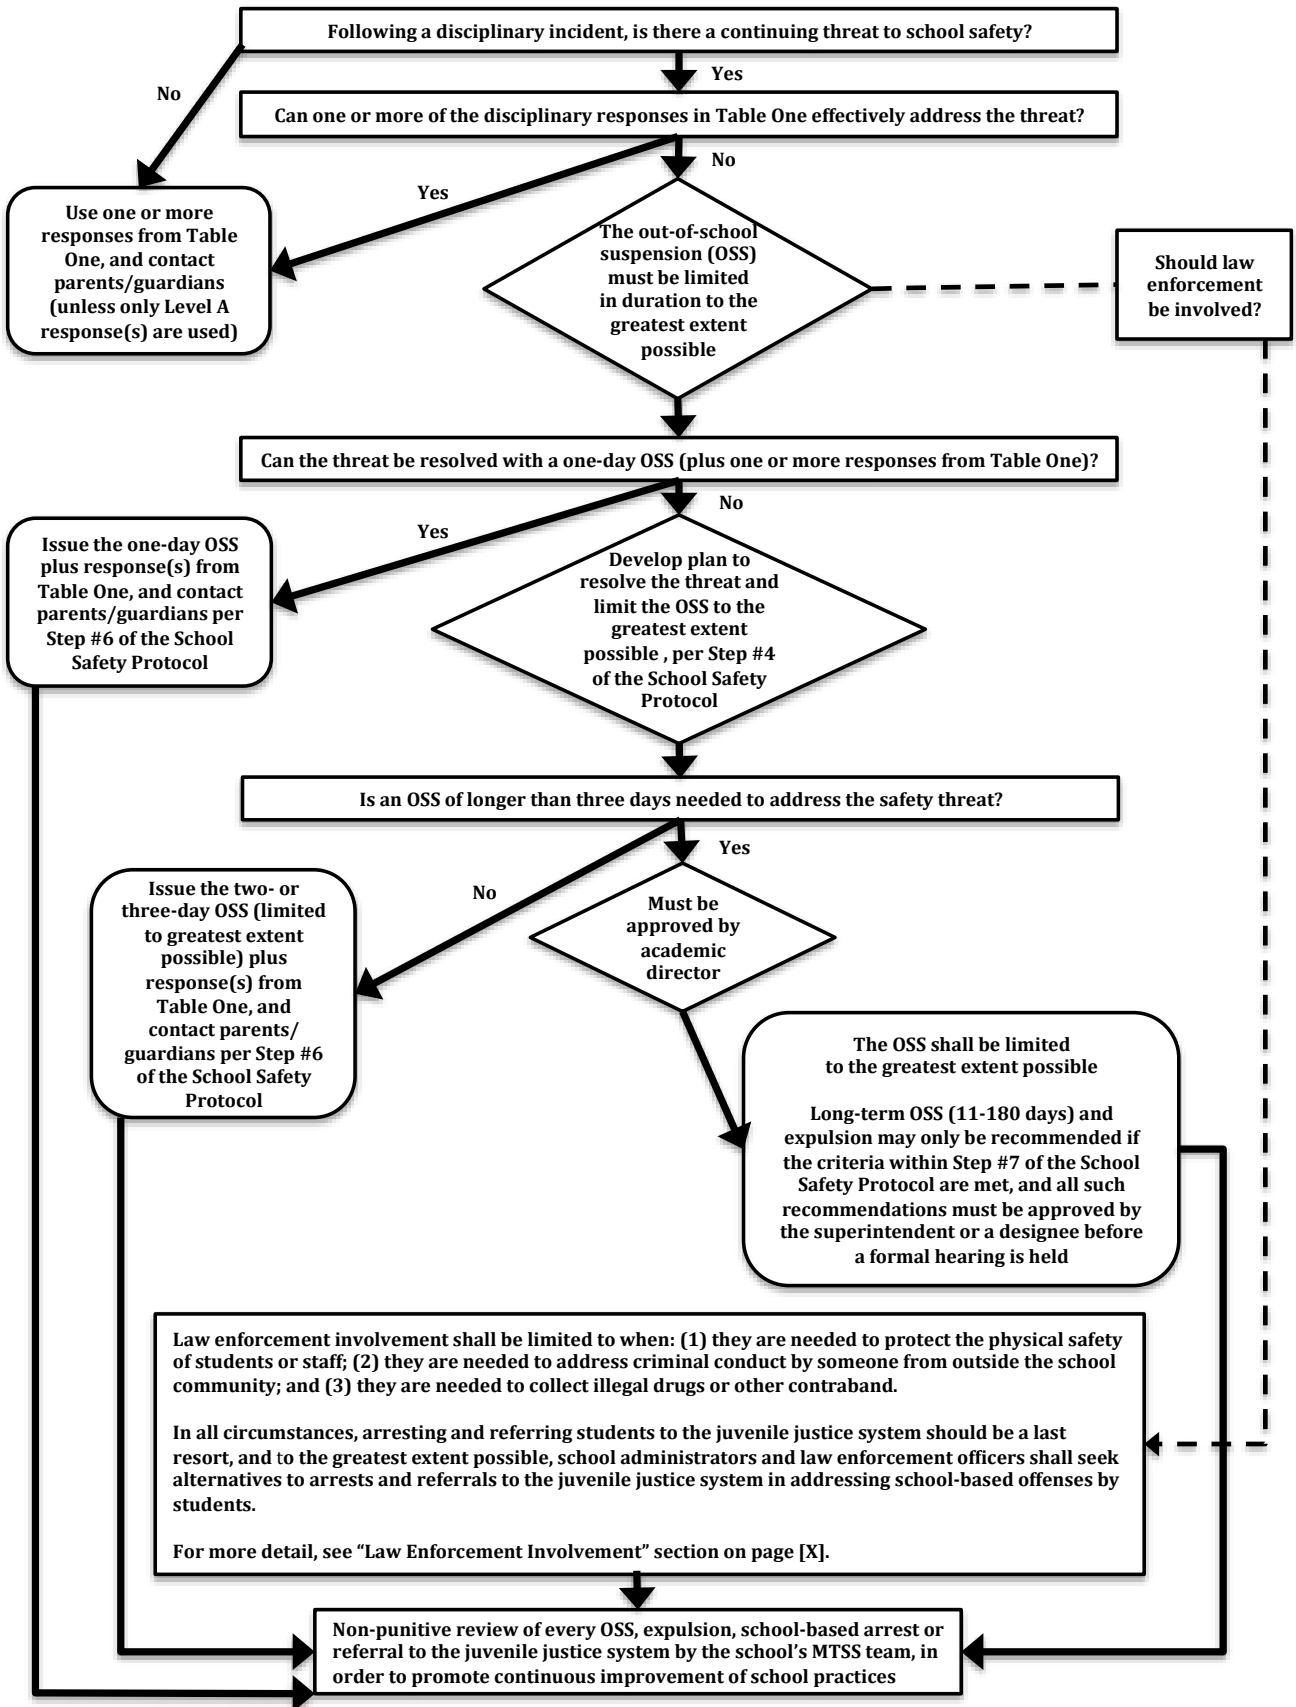 Following a disciplinary incident, is there a continuing threat to school safety?
No
Yes
Can one or more of the disciplinary responses in Table One effectively address the threat?
Yes
No
Use one or more
responses from Table
One, and contact
parents/guardians
(unless only Level A
response(s) are used)
The out-of-school
suspension (OSS)
must be limited
in duration to the
greatest extent
possible
Should law
enforcement
be involved?
Can the threat be resolved with a one-day OSS (plus one or more responses from Table One)?
Yes
No
Issue the one-day OSS
plus response(s) from
Table One, and contact
parents/guardians per
Step #6 of the School
Safety Protocol
Develop plan to
resolve the threat and
limit the OSS to the
greatest extent
possible , per Step #4
of the School Safety
Protocol
Is an OSS of longer than three days needed to address the safety threat?
No
Yes
Issue the two- or
three-day OSS (limited
to greatest extent
possible) plus
response(s) from
Table One, and
contact parents/
guardians per Step #6
of the School Safety
Protocol
Must be
approved by
academic
director
The OSS shall be limited
to the greatest extent possible
Long-term OSS (11-180 days) and
expulsion may only be recommended if
the criteria within Step #7 of the School
Safety Protocol are met, and all such
recommendations must be approved by
the superintendent or a designee before
a formal hearing is held
Law enforcement involvement shall be limited to when: (1) they are needed to protect the physical safety
of students or staff; (2) they are needed to address criminal conduct by someone from outside the school
community; and (3) they are needed to collect illegal drugs or other contraband.
In all circumstances, arresting and referring students to the juvenile justice system should be a last
resort, and to the greatest extent possible, school administrators and law enforcement officers shall seek
alternatives to arrests and referrals to the juvenile justice system in addressing school-based offenses by
students.
For more detail, see “Law Enforcement Involvement” section on page [X].
Non-punitive review of every OSS, expulsion, school-based arrest or
referral to the juvenile justice system by the school’s MTSS team, in
order to promote continuous improvement of school practices